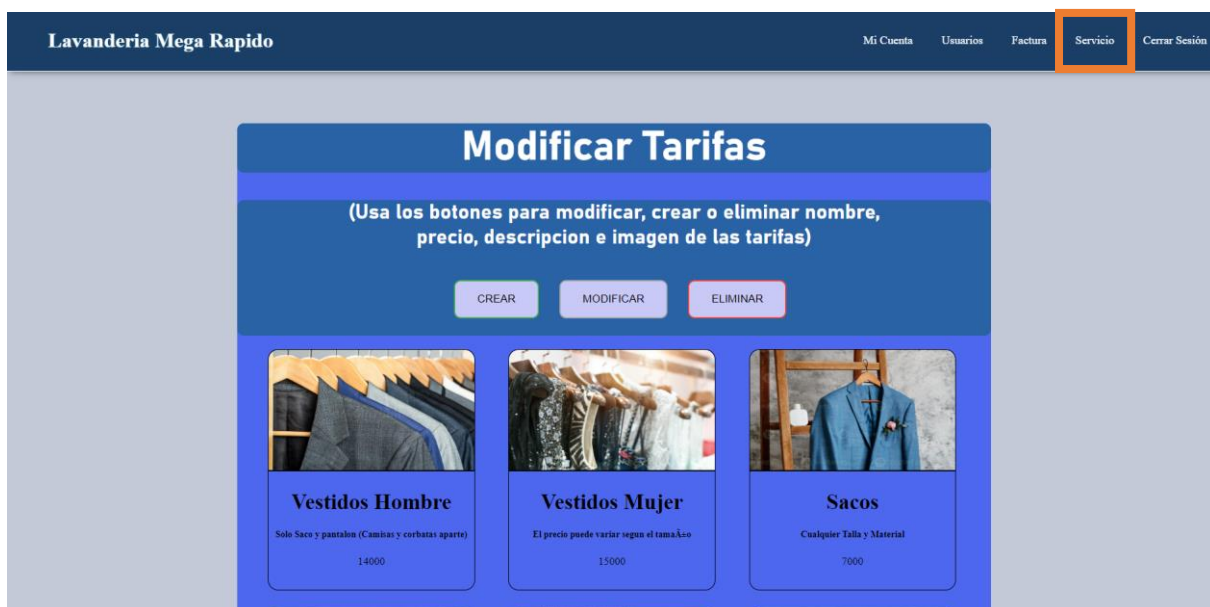 Lavanderia Mega Rapido
Mi Cuenta Usuarios Factura Servicio Cerrar Sesión
Modificar Tarifas
(Usa los botones para modificar, crear o eliminar nombre,
precio, descripcion e imagen de las tarifas)
CREAR MODIFICAR ELIMINAR
Vestidos Hombre
Solo Saco y pantalon (Camisas y corbatas aparte)
14000
Vestidos Mujer
El precio puede variar segun el tamaÃ±o
15000
Sacos
Cualquier Talla y Material
7000